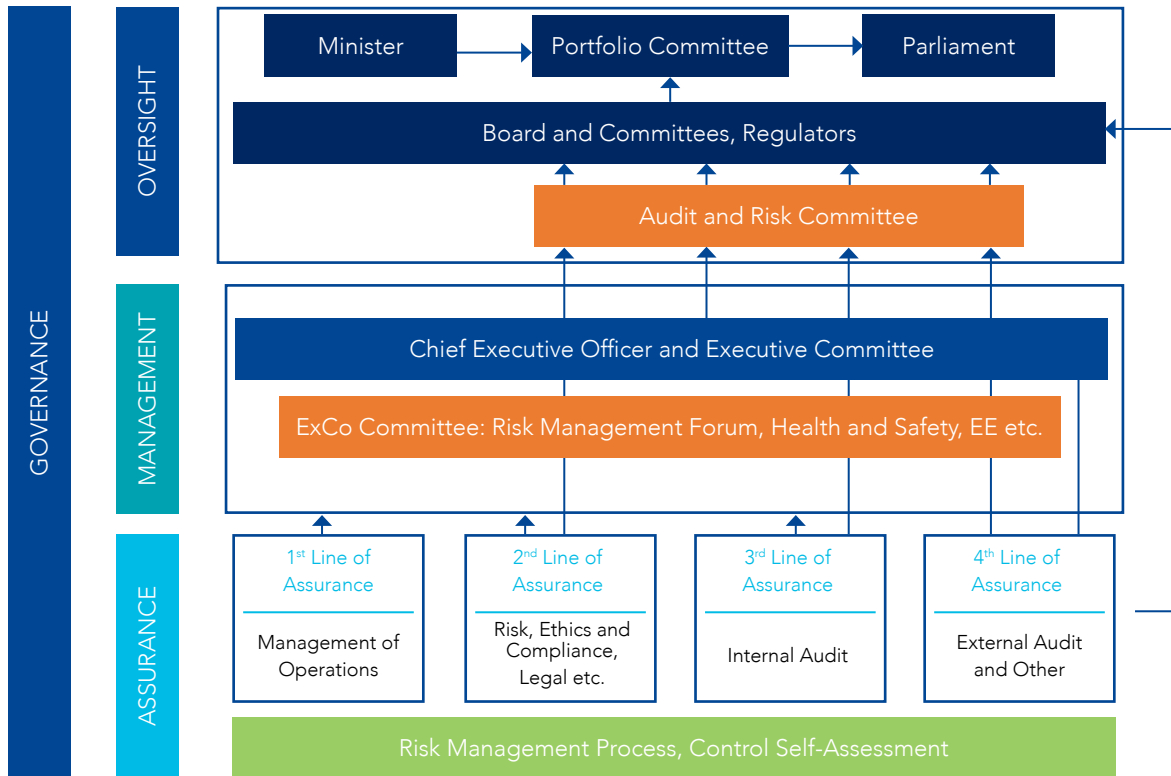 GOVERNANCE
OVERSIGHT
Minister
Portfolio Committee
Parliament
Board and Committees, Regulators
Audit and Risk Committee
MANAGEMENT
Chief Executive Officer and Executive Committee
ExCo Committee: Risk Management Forum, Health and Safety, EE etc.
ASSURANCE
1st Line of
Assurance
Management of
Operations
2nd Line of
Assurance
Risk, Ethics and
Compliance,
Legal etc.
3rd Line of
Assurance
Internal Audit
4th Line of
Assurance
External Audit
and Other
Risk Management Process, Control Self-Assessment